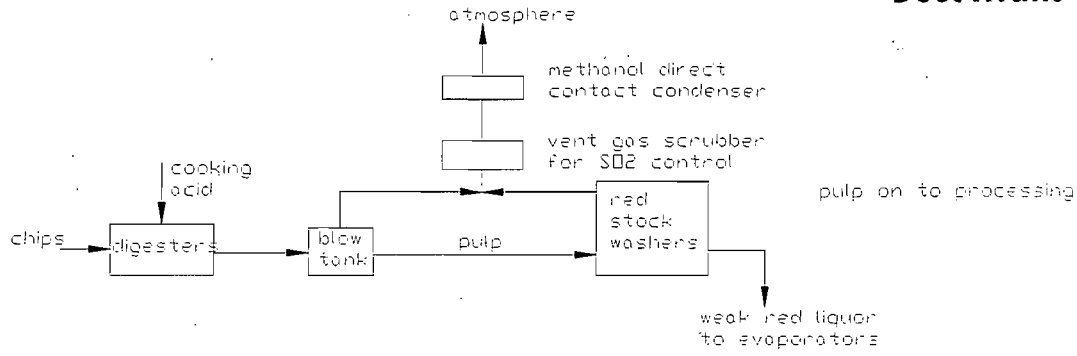 atmosphere
methanol direct
contact condenser
vent gas scrubber
for SO2 control
cooking
acid
pulp on to processing
chips
digesters
blow
tank
pulp
red
stock
washers
weak red liquor
to evaporators